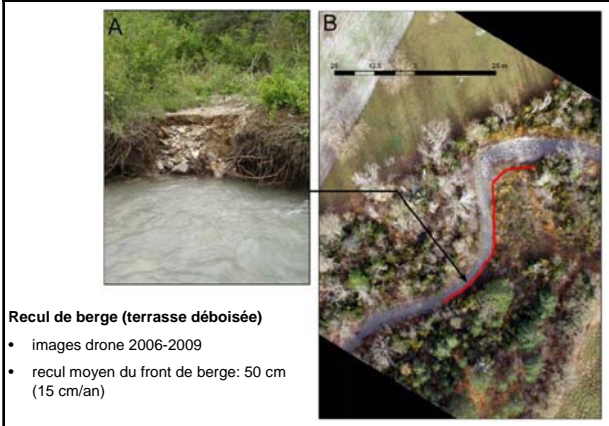 A
B
25 12.5 0 25 m
Recul de berge (terrasse déboisée)
• images drone 2006-2009
• recul moyen du front de berge: 50 cm
(15 cm/an)